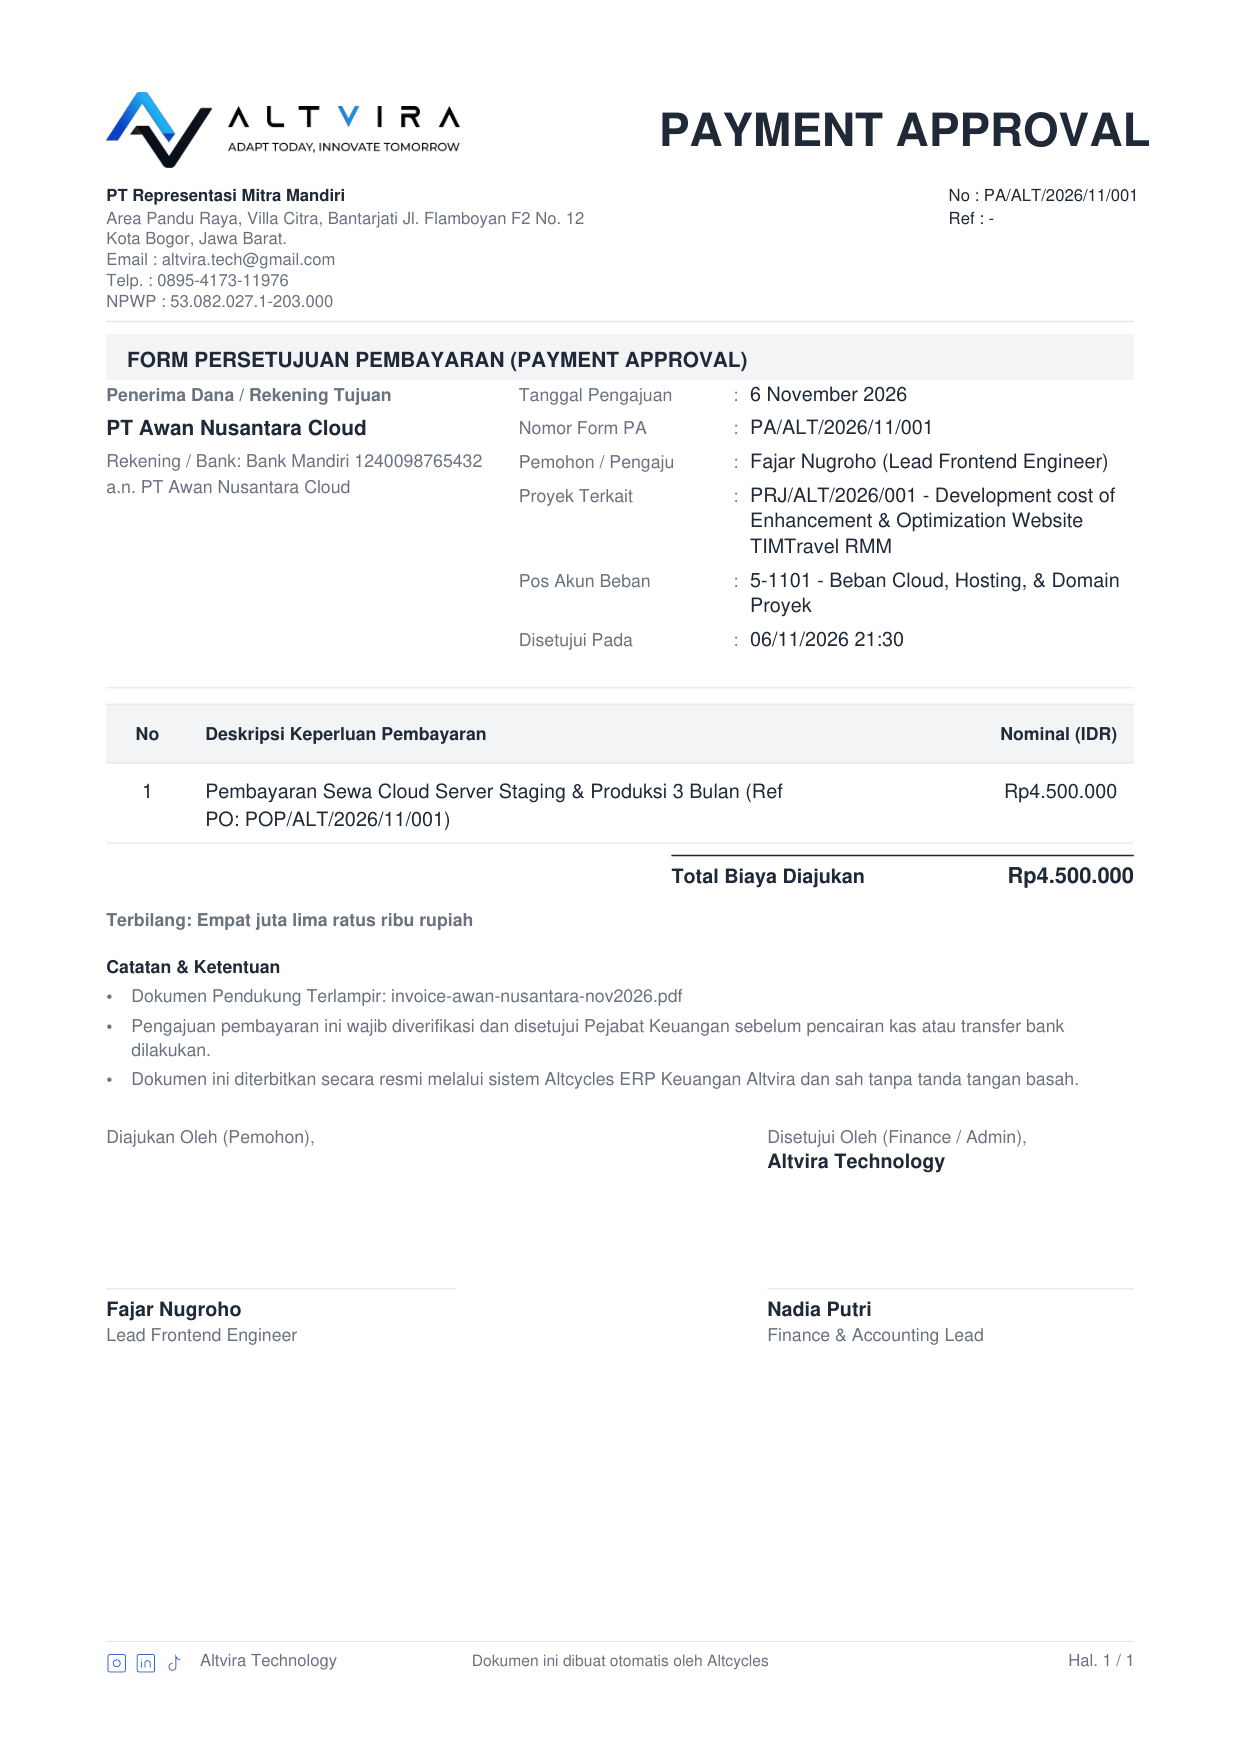 ALTVIRA
ADAPT TODAY, INNOVATE TOMORROW
PAYMENT APPROVAL
PT Representasi Mitra Mandiri
Area Pandu Raya, Villa Citra, Bantarjati Jl. Flamboyan F2 No. 12
Kota Bogor, Jawa Barat.
Email : altvira.tech@gmail.com
Telp. : 0895-4173-11976
NPWP : 53.082.027.1-203.000
No : PA/ALT/2026/11/001
Ref : -
FORM PERSETUJUAN PEMBAYARAN (PAYMENT APPROVAL)
Penerima Dana / Rekening Tujuan
PT Awan Nusantara Cloud
Rekening / Bank: Bank Mandiri 1240098765432
a.n. PT Awan Nusantara Cloud
Tanggal Pengajuan : 6 November 2026
Nomor Form PA : PA/ALT/2026/11/001
Pemohon / Pengaju : Fajar Nugroho (Lead Frontend Engineer)
Proyek Terkait : PRJ/ALT/2026/001 - Development cost of
Enhancement & Optimization Website
TIMTravel RMM
Pos Akun Beban : 5-1101 - Beban Cloud, Hosting, & Domain
Proyek
Disetujui Pada : 06/11/2026 21:30
No Deskripsi Keperluan Pembayaran Nominal (IDR)
1 Pembayaran Sewa Cloud Server Staging & Produksi 3 Bulan (Ref Rp4.500.000
PO: POP/ALT/2026/11/001)
Total Biaya Diajukan Rp4.500.000
Terbilang: Empat juta lima ratus ribu rupiah
Catatan & Ketentuan
• Dokumen Pendukung Terlampir: invoice-awan-nusantara-nov2026.pdf
• Pengajuan pembayaran ini wajib diverifikasi dan disetujui Pejabat Keuangan sebelum pencairan kas atau transfer bank
dilakukan.
• Dokumen ini diterbitkan secara resmi melalui sistem Altcycles ERP Keuangan Altvira dan sah tanpa tanda tangan basah.
Diajukan Oleh (Pemohon),
Fajar Nugroho
Lead Frontend Engineer
Disetujui Oleh (Finance / Admin),
Altvira Technology
Nadia Putri
Finance & Accounting Lead
in Altvira Technology Dokumen ini dibuat otomatis oleh Altcycles Hal. 1 / 1